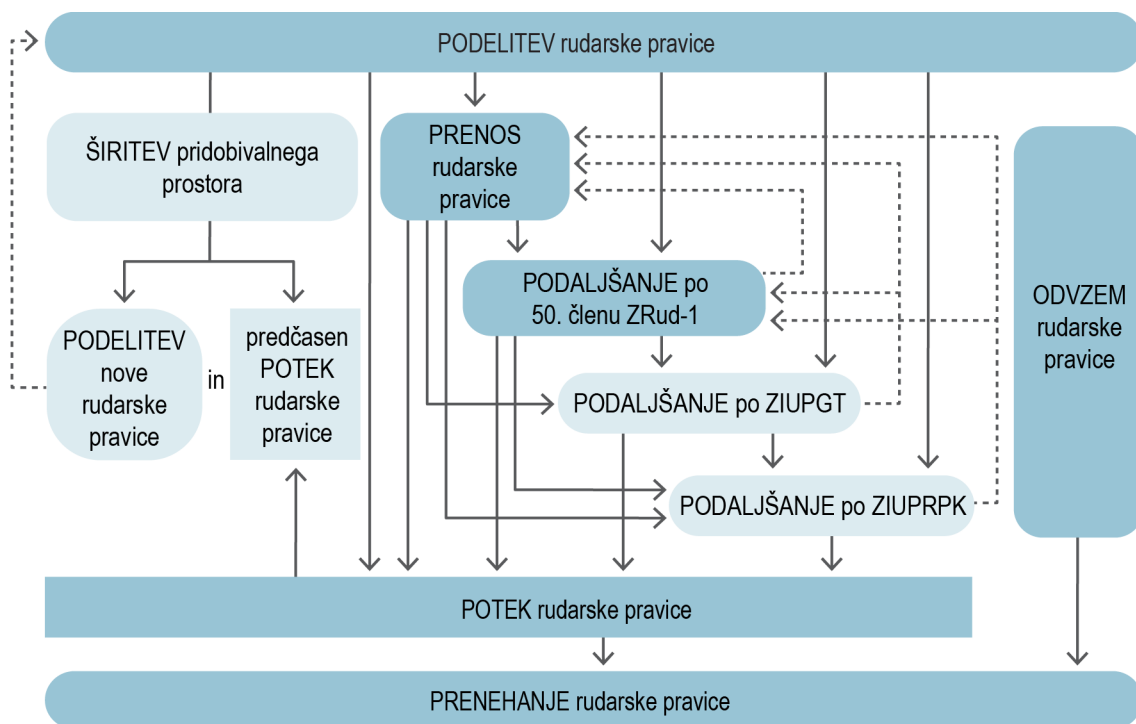 PODELITEV rudarske pravice
ŠIRITEV pridobivalnega
prostora
PRENOS
rudarske
pravice
PODALJŠANJE po
50. členu ZRud-1
ODVZEM
rudarske
pravice
PODELITEV
nove
rudarske
pravice
in
predčasen
POTEK
rudarske
pravice
PODALJŠANJE po ZIUPGT
PODALJŠANJE po ZIUPRPK
POTEK rudarske pravice
PRENEHANJE rudarske pravice